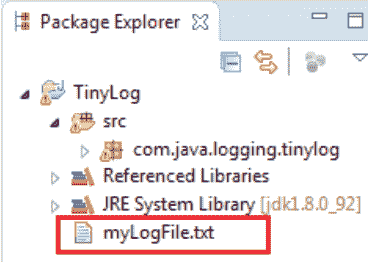 Package Explorer
TinyLog
src
com.java.logging.tinylog
Referenced Libraries
JRE System Library [jdk1.8.0_92]
myLogFile.txt